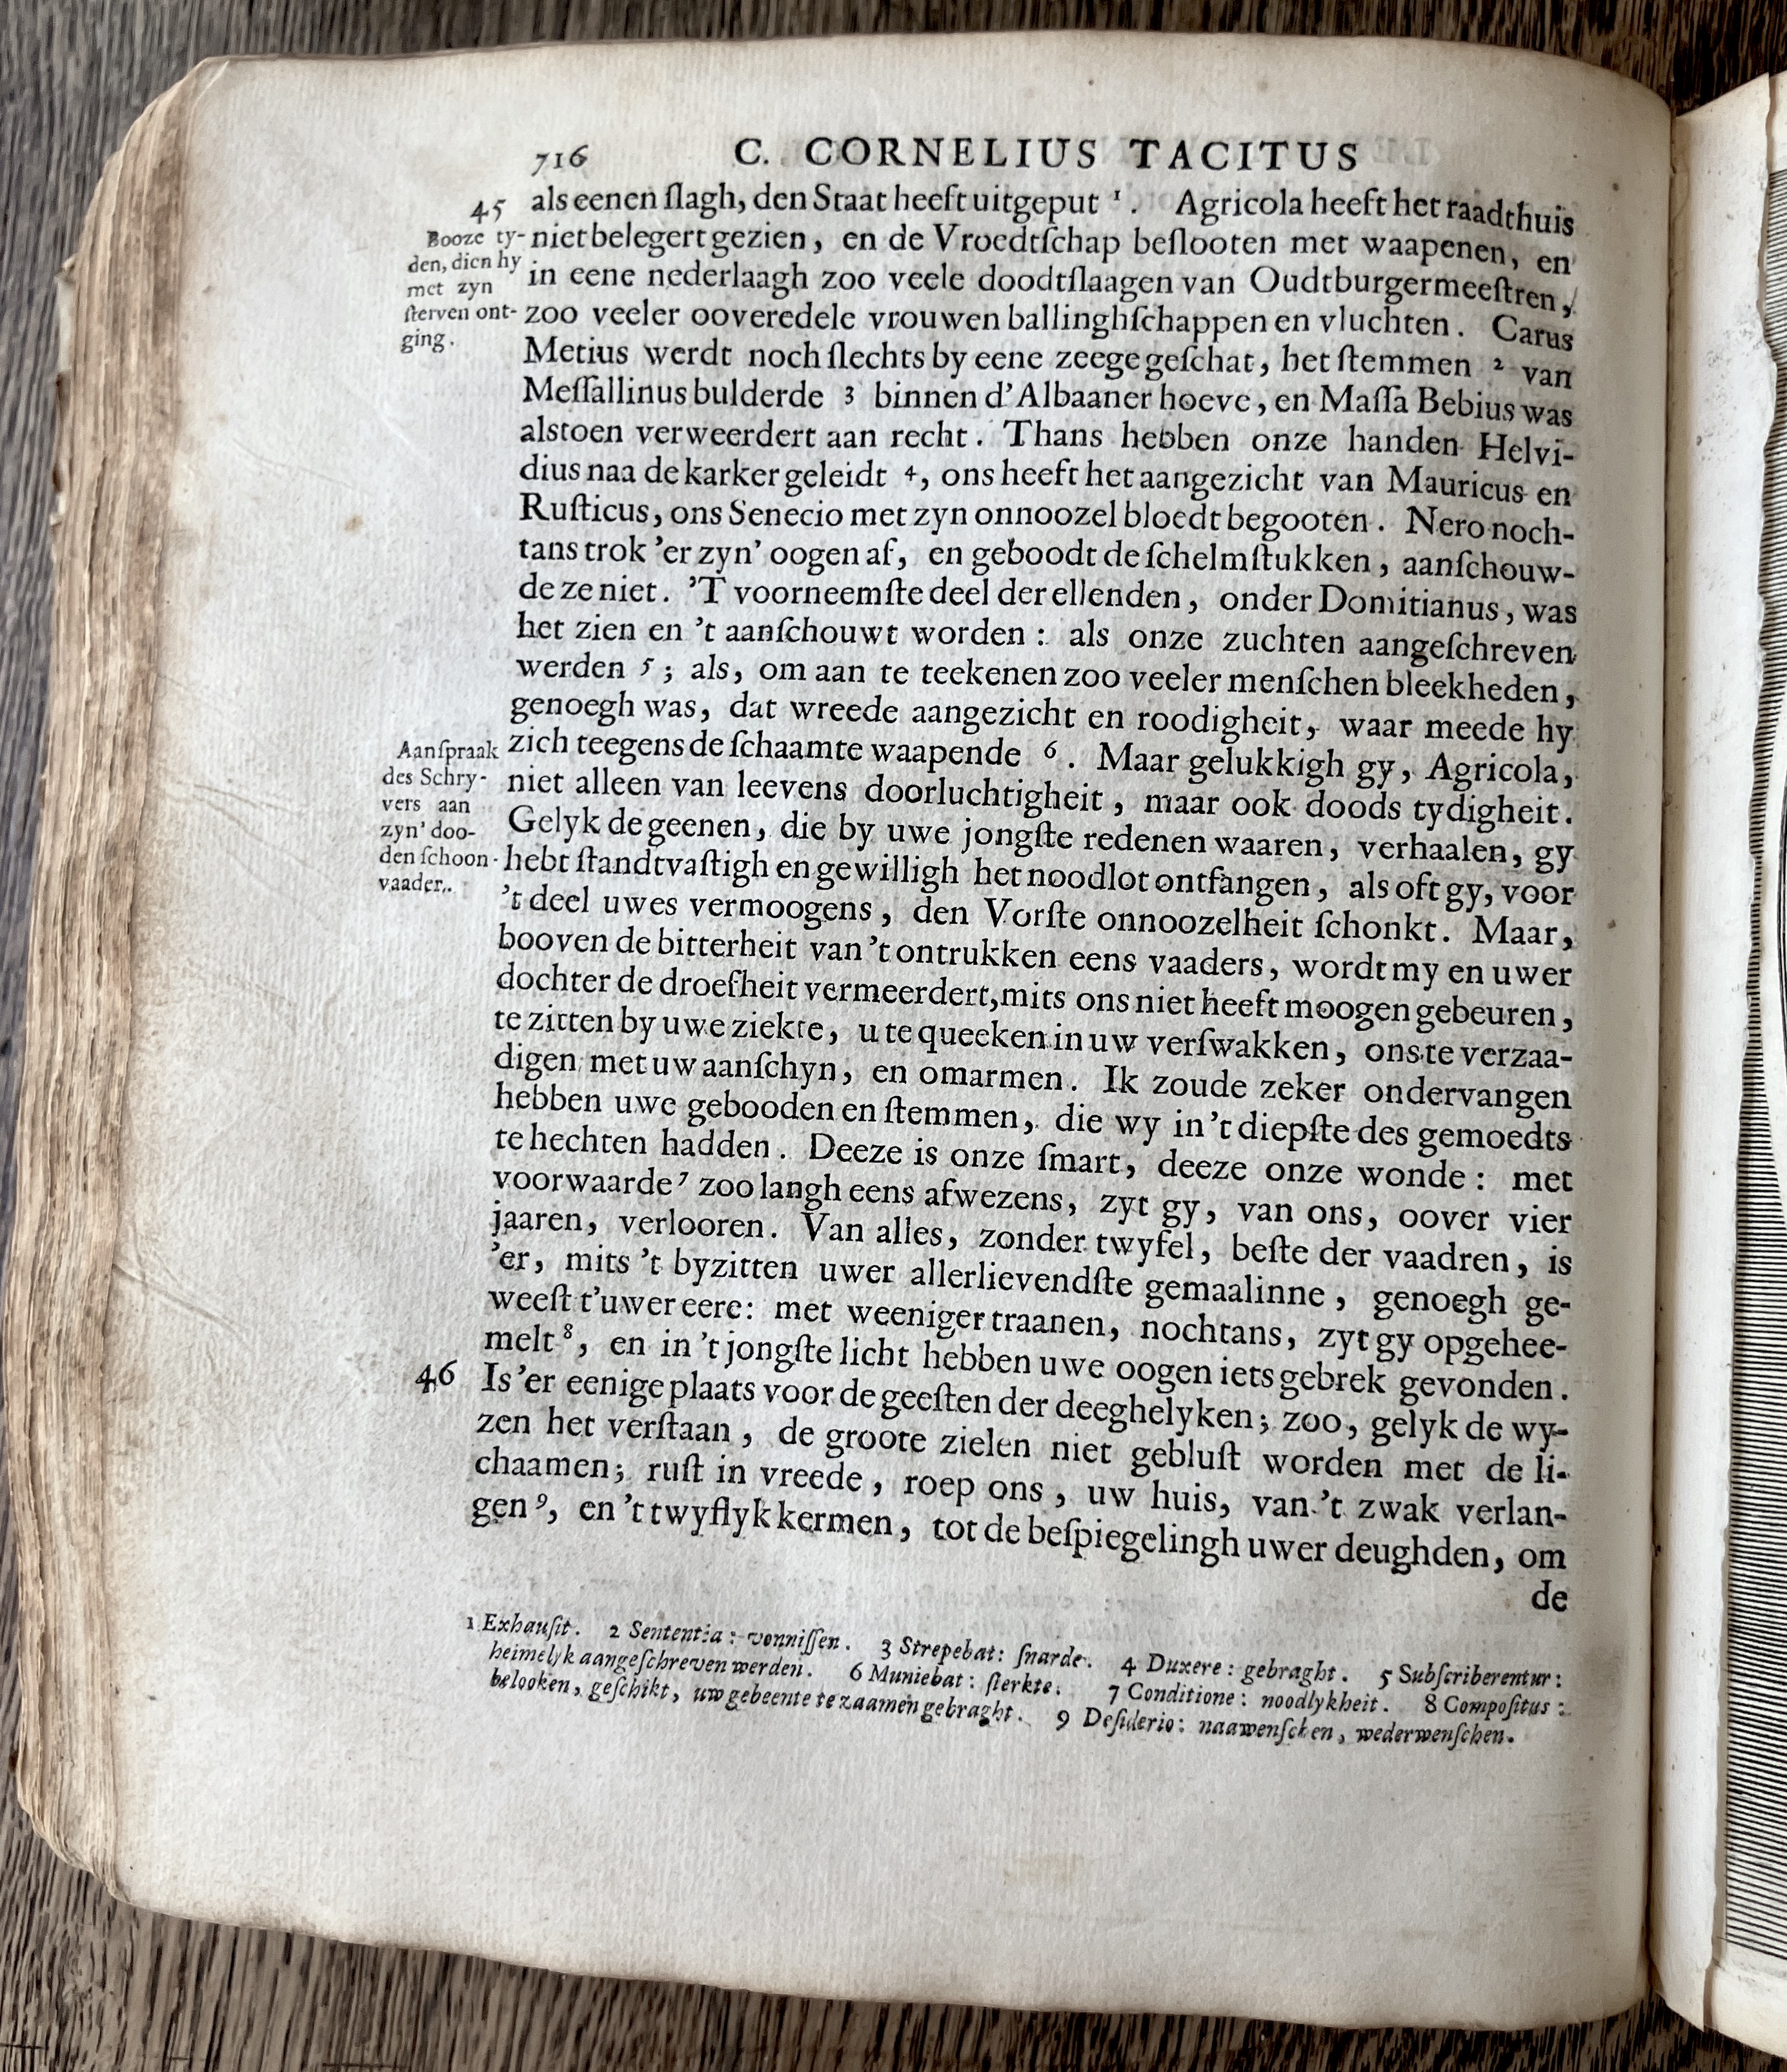 716 C. CORNELIUS TACITUS
45 als eenen ſlagh, den Staat heeft uitgeput ¹. Agricola heeft het raadthuis
Booze ty-
den, dien hy
met zyn
ſterven ont-
ging.
niet belegert gezien, en de Vroedtſchap beſlooten met waapenen, en
in eene nederlaagh zoo veele doodtſlaagen van Oudtburgermeeſtren,
zoo veeler ooveredele vrouwen ballinghſchappen en vluchten. Carus
Metius werdt noch ſlechts by eene zeege geſchat, het ſtemmen ² van
Meſſallinus bulderde ³ binnen d'Albaaner hoeve, en Maſſa Bebius was
alstoen verweerdert aan recht. Thans hebben onze handen Helvi-
dius naa de karker geleidt ⁴, ons heeft het aangezicht van Mauricus en
Ruſticus, ons Senecio met zyn onnoozel bloedt begooten. Nero noch-
tans trok 'er zyn' oogen af, en geboodt de ſchelmſtukken, aanſchouw-
de ze niet. 'T voorneemſte deel der ellenden, onder Domitianus, was
het zien en 't aanſchouwt worden: als onze zuchten aangeſchreven
werden ⁵; als, om aan te teekenen zoo veeler menſchen bleekheden,
genoegh was, dat wreede aangezicht en roodigheit, waar meede hy
zich teegens de ſchaamte waapende ⁶. Maar gelukkigh gy, Agricola,
Aanſpraak
des Schry-
vers aan
zyn' doo-
den ſchoon-
vaader.
niet alleen van leevens doorluchtigheit, maar ook doods tydigheit.
Gelyk de geenen, die by uwe jongſte redenen waaren, verhaalen, gy
hebt ſtandtvaſtigh en gewilligh het noodlot ontfangen, als oft gy, voor
't deel uwes vermoogens, den Vorſte onnoozelheit ſchonkt. Maar,
booven de bitterheit van 't ontrukken eens vaaders, wordt my en uwer
dochter de droefheit vermeerdert, mits ons niet heeft moogen gebeuren,
te zitten by uwe ziekte, u te queeken in uw verſwakken, ons te verzaa-
digen met uw aanſchyn, en omarmen. Ik zoude zeker ondervangen
hebben uwe gebooden en ſtemmen, die wy in 't diepſte des gemoedts
te hechten hadden. Deeze is onze ſmart, deeze onze wonde: met
voorwaarde ⁷ zoo langh eens afwezens, zyt gy, van ons, oover vier
jaaren, verlooren. Van alles, zonder twyfel, beſte der vaadren, is
'er, mits 't byzitten uwer allerlievendſte gemaalinne, genoegh ge-
weeſt t'uwer eere: met weeniger traanen, nochtans, zyt gy opgehee-
melt ⁸, en in 't jongſte licht hebben uwe oogen iets gebrek gevonden.
46 Is 'er eenige plaats voor de geeſten der deeghelyken; zoo, gelyk de wy-
zen het verſtaan, de groote zielen niet gebluſt worden met de li-
chaamen; ruſt in vreede, roep ons, uw huis, van 't zwak verlan-
gen ⁹, en 't twyflyk kermen, tot de beſpiegelingh uwer deughden, om
de
1 Exhauſit. 2 Sententia: vonniſſen. 3 Strepebat: ſnarde. 4 Duxere: gebraght. 5 Subſcriberentur:
heimelyk aangeſchreven werden. 6 Muniebat: ſterkte. 7 Conditione: noodlykheit. 8 Compoſitus:
belooken, geſchikt, uw gebeente te zaamen gebraght. 9 Deſiderio: naawenſchen, wederwenſchen.